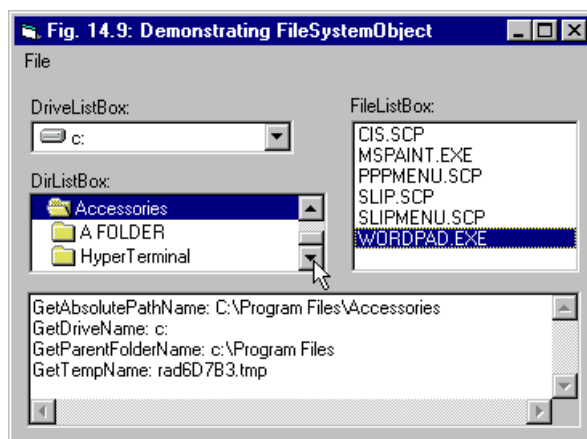 Fig. 14.9: Demonstrating FileSystemObject
File
DriveListBox:
c:
DirListBox:
Accessories
A FOLDER
HyperTerminal
FileListBox:
CIS.SCP
MSPAINT.EXE
PPPMENU.SCP
SLIP.SCP
SLIPMENU.SCP
WORDPAD.EXE
GetAbsolutePathName: C:\Program Files\Accessories
GetDriveName: c:
GetParentFolderName: c:\Program Files
GetTempName: rad6D7B3.tmp